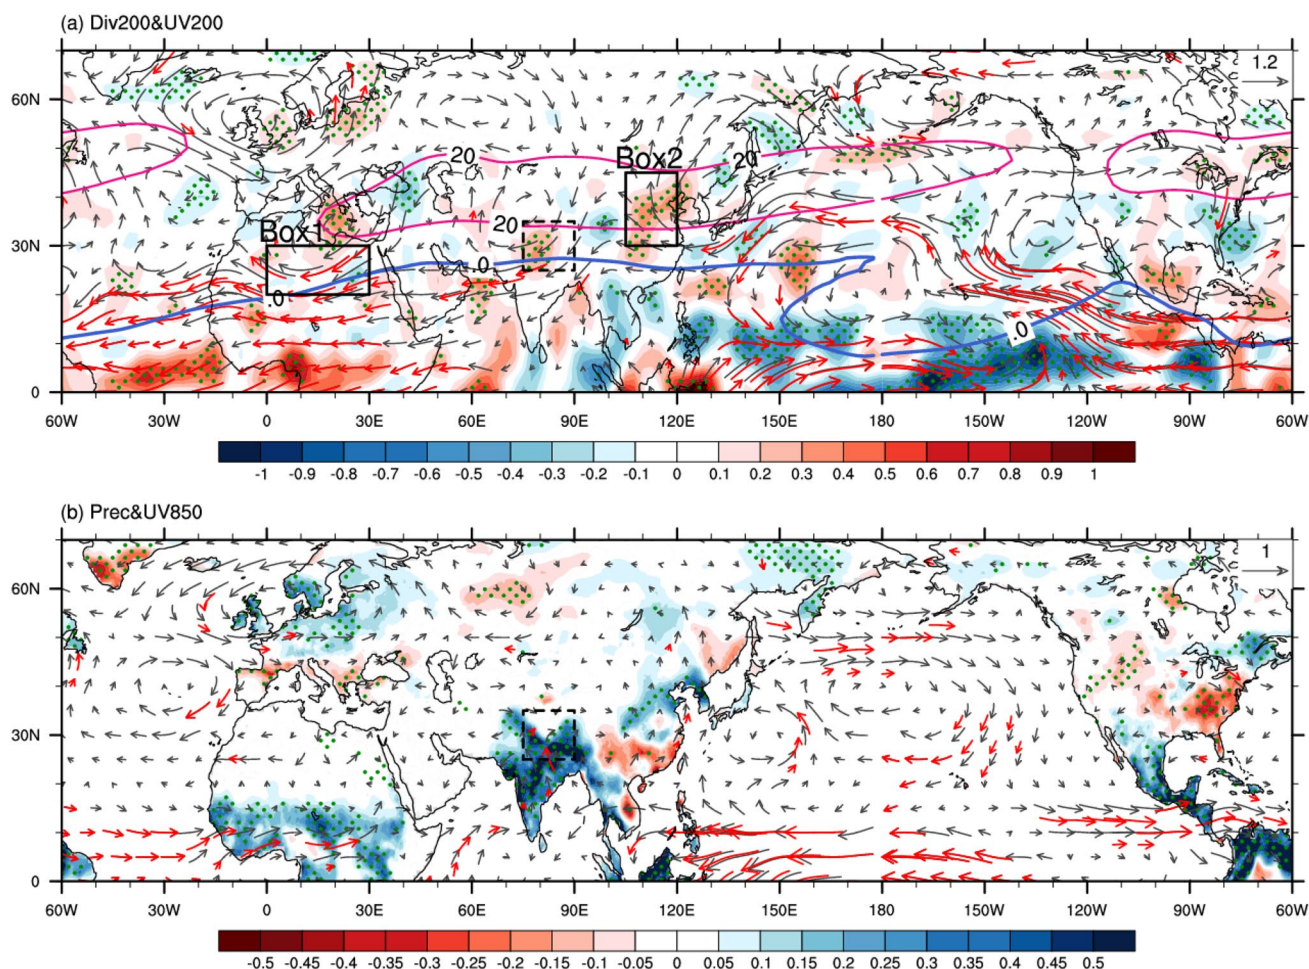 (a) Div200&UV200
1.2
60N
20
Box2
20
20
Box1
30N
.0
0
.0
0
60W 30W 0 30E 60E 90E 120E 150E 180 150W 120W 90W 60W
-1 -0.9 -0.8 -0.7 -0.6 -0.5 -0.4 -0.3 -0.2 -0.1 0 0.1 0.2 0.3 0.4 0.5 0.6 0.7 0.8 0.9 1
(b) Prec&UV850
1
60N
30N
0
60W 30W 0 30E 60E 90E 120E 150E 180 150W 120W 90W 60W
-0.5 -0.45 -0.4 -0.35 -0.3 -0.25 -0.2 -0.15 -0.1 -0.05 0 0.05 0.1 0.15 0.2 0.25 0.3 0.35 0.4 0.45 0.5